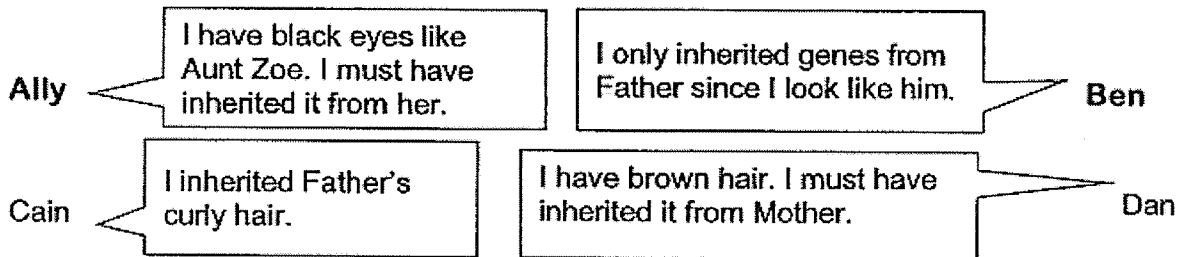 Ally
I have black eyes like
Aunt Zoe. I must have
inherited it from her.
I only inherited genes from
Father since I look like him.
Ben
Cain
I inherited Father's
curly hair.
I have brown hair. I must have
inherited it from Mother.
Dan